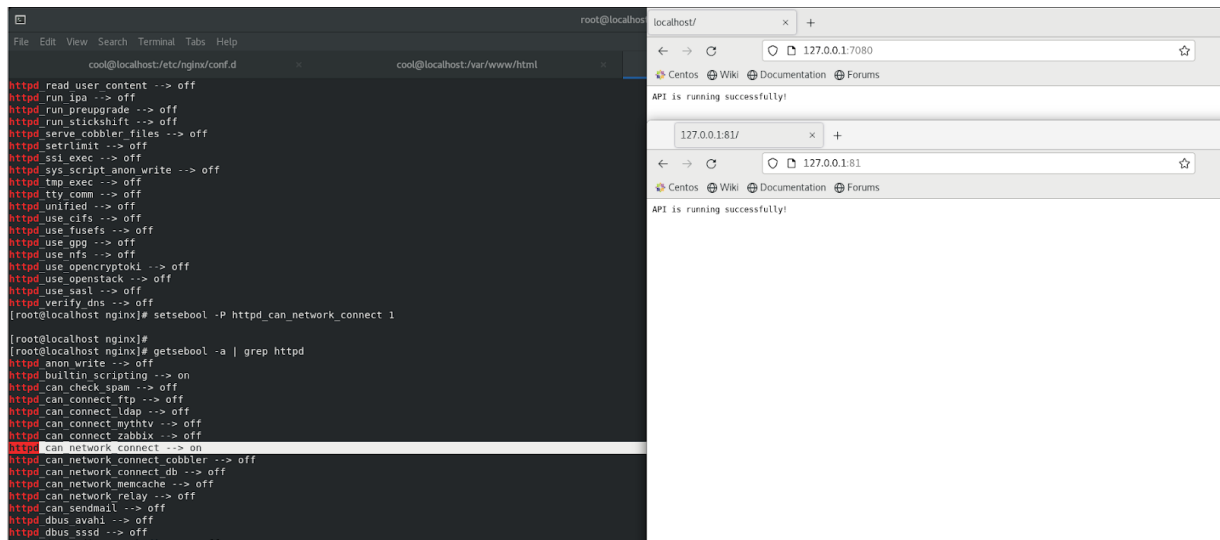 root@localhos
File Edit View Search Terminal Tabs Help
cool@localhost:/etc/nginx/conf.d ×
cool@localhost:/var/www/html ×
httpd_read_user_content --> off
httpd_run_ipa --> off
httpd_run_preupgrade --> off
httpd_run_stickshift --> off
httpd_serve_cobbler_files --> off
httpd_setrlimit --> off
httpd_ssi_exec --> off
httpd_sys_script_anon_write --> off
httpd_tmp_exec --> off
httpd_tty_comm --> off
httpd_unified --> off
httpd_use_cifs --> off
httpd_use_fusefs --> off
httpd_use_gpg --> off
httpd_use_nfs --> off
httpd_use_opencryptoki --> off
httpd_use_openstack --> off
httpd_use_sasl --> off
httpd_verify_dns --> off
[root@localhost nginx]# setsebool -P httpd_can_network_connect 1
[root@localhost nginx]#
[root@localhost nginx]# getsebool -a | grep httpd
httpd_anon_write --> off
httpd_builtin_scripting --> on
httpd_can_check_spam --> off
httpd_can_connect_ftp --> off
httpd_can_connect_ldap --> off
httpd_can_connect_mythtv --> off
httpd_can_connect_zabbix --> off
httpd_can_network_connect --> on
httpd_can_network_connect_cobbler --> off
httpd_can_network_connect_db --> off
httpd_can_network_memcache --> off
httpd_can_network_relay --> off
httpd_can_sendmail --> off
httpd_dbus_avahi --> off
httpd_dbus_sssd --> off
localhost/ × +
127.0.0.1:7080
Centos Wiki Documentation Forums
API is running successfully!
127.0.0.1:81/ × +
127.0.0.1:81
Centos Wiki Documentation Forums
API is running successfully!